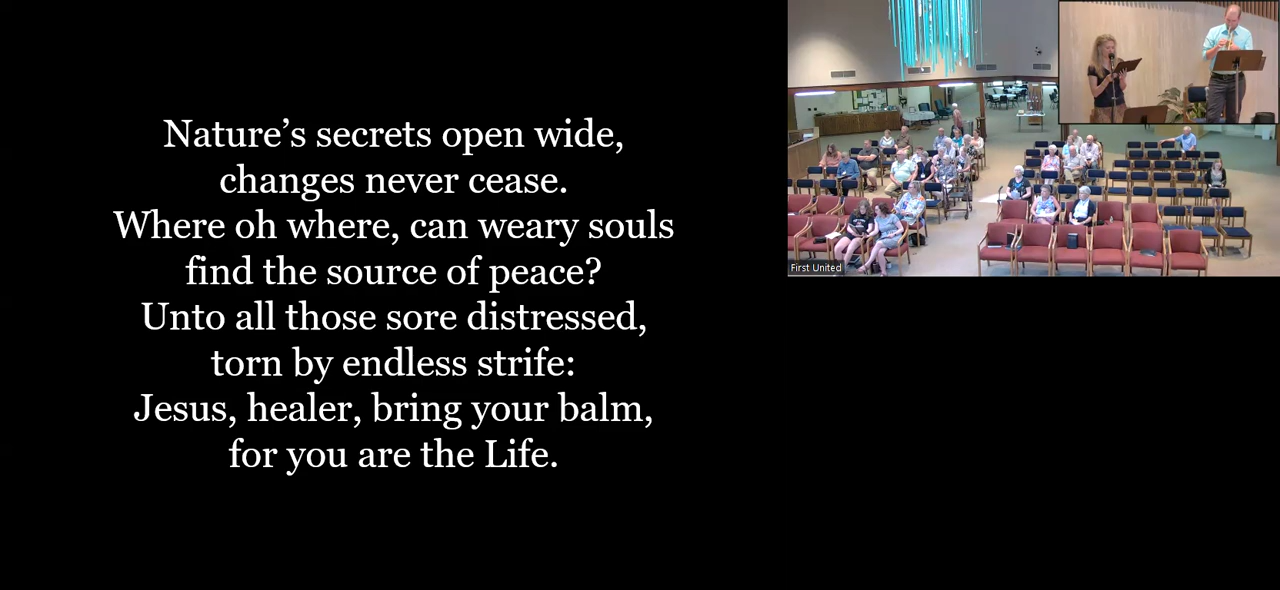 Nature’s secrets open wide,
changes never cease.
Where oh where, can weary souls
find the source of peace?
Unto all those sore distressed,
torn by endless strife:
Jesus, healer, bring your balm,
for you are the Life.
First United